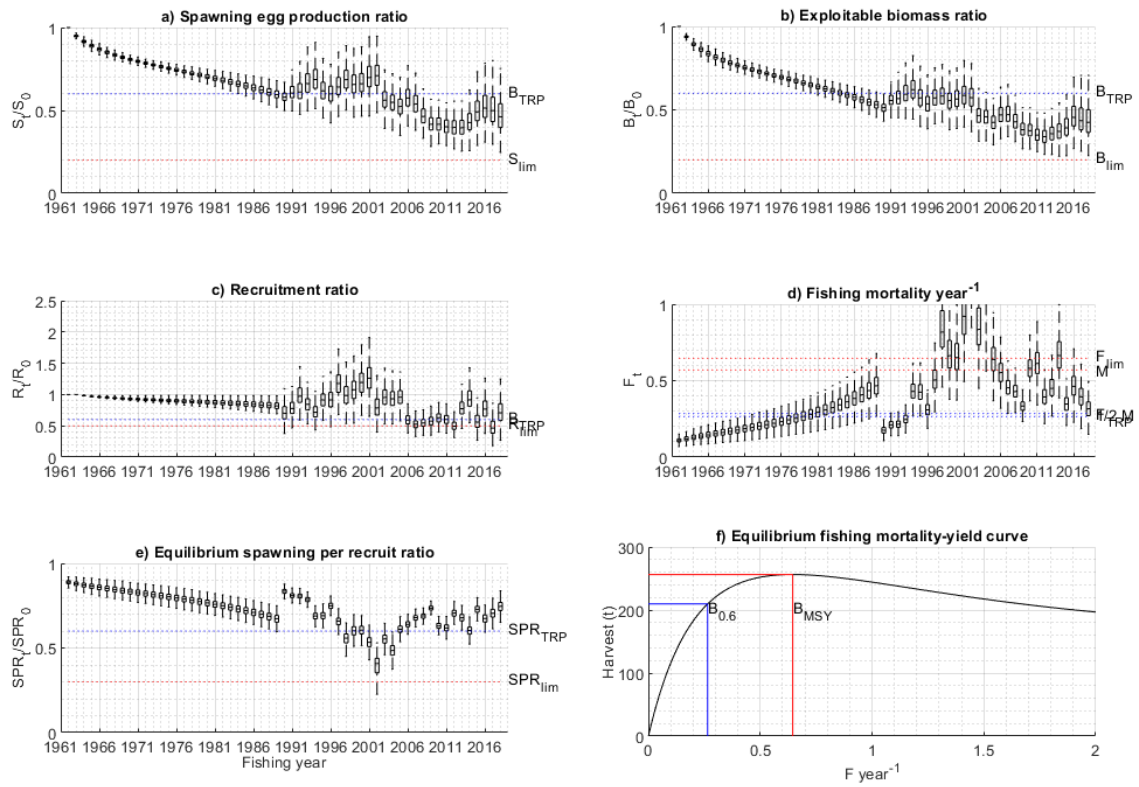 a) Spawning egg production ratio
1
0.5
0
S_t/S_0
B_TRP
S_lim
1961 1966 1971 1976 1981 1986 1991 1996 2001 2006 2011 2016
b) Exploitable biomass ratio
1
0.5
0
B_t/B_0
B_TRP
B_lim
1961 1966 1971 1976 1981 1986 1991 1996 2001 2006 2011 2016
c) Recruitment ratio
2.5
2
1.5
1
0.5
0
R_t/R_0
R_lim
1961 1966 1971 1976 1981 1986 1991 1996 2001 2006 2011 2016
d) Fishing mortality year^-1
1
0.5
0
F_t
F_lim
M
1/2 M
1961 1966 1971 1976 1981 1986 1991 1996 2001 2006 2011 2016
e) Equilibrium spawning per recruit ratio
1
0.5
0
SPR_t/SPR_0
SPR_TRP
SPR_lim
1961 1966 1971 1976 1981 1986 1991 1996 2001 2006 2011 2016
Fishing year
f) Equilibrium fishing mortality-yield curve
300
200
100
0
Harvest (t)
B_0.6
B_MSY
0 0.5 1 1.5 2
F year^-1